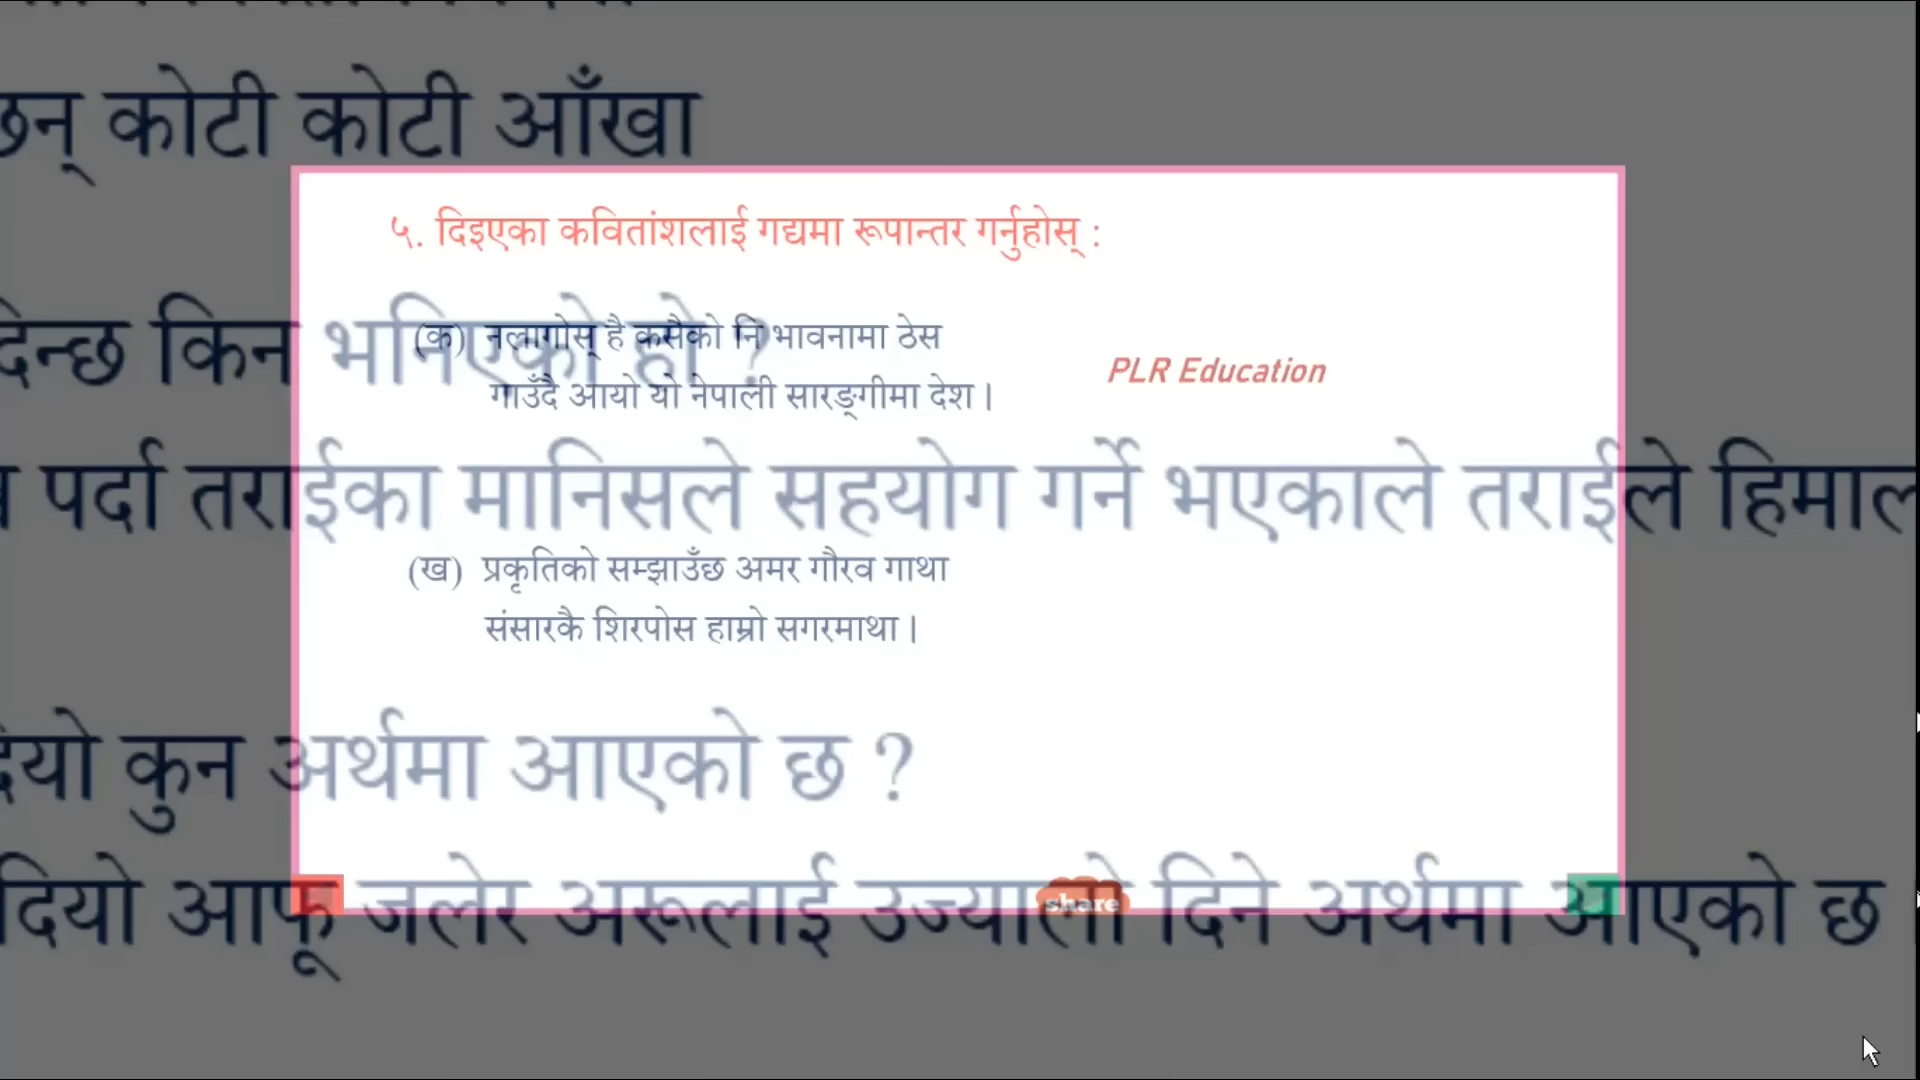 छन् कोटी कोटी आँखा
५. दिइएका कवितांशलाई गद्यमा रूपान्तर गर्नुहोस् :
दिन्छ किन भनिएको हो ?
(क) नलागोस् है कसैको नि भावनामा ठेस
PLR Education
गाउँदै आयो यो नेपाली सारङ्गीमा देश।
पर्दा तराईका मानिसले सहयोग गर्ने भएकाले तराईले हिमाल
(ख) प्रकृतिको सम्झाउँछ अमर गौरव गाथा
संसारकै शिरपोस हाम्रो सगरमाथा।
दियो कुन अर्थमा आएको छ ?
दियो आफू जलेर अरूलाई उज्यालो दिने अर्थमा आएको छ
share